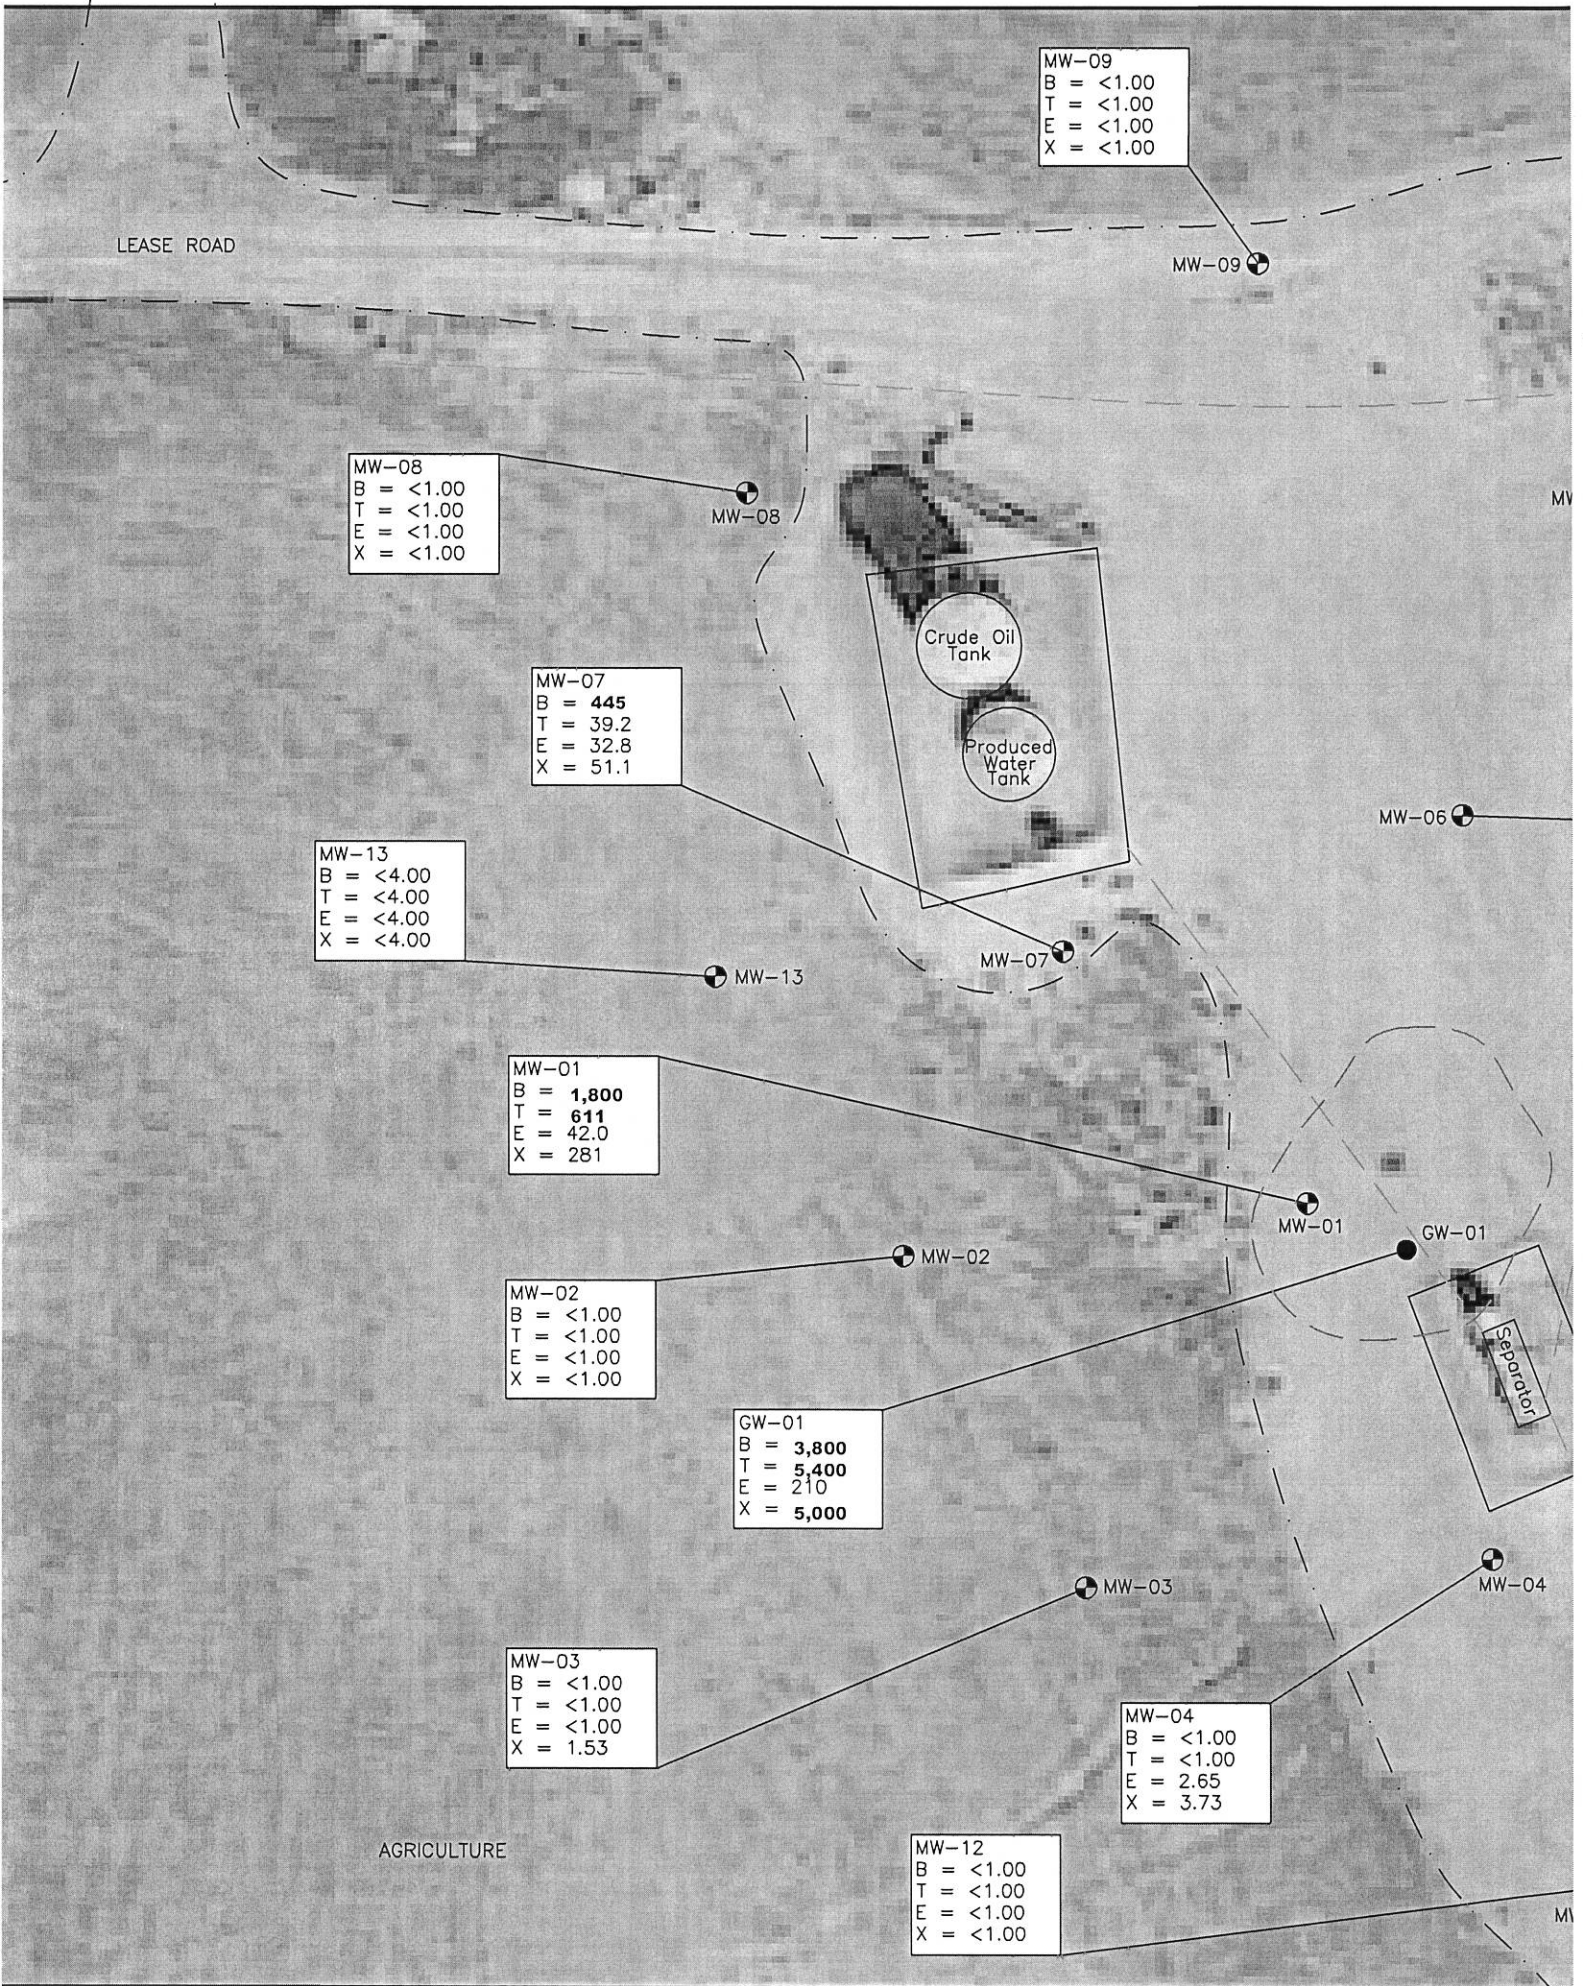 MW-09
B = <1.00
T = <1.00
E = <1.00
X = <1.00
LEASE ROAD
MW-09
MW-08
B = <1.00
T = <1.00
E = <1.00
X = <1.00
MW-08
MW
Crude Oil
Tank
MW-07
B = 445
T = 39.2
E = 32.8
X = 51.1
Produced
Water
Tank
MW-06
MW-13
B = <4.00
T = <4.00
E = <4.00
X = <4.00
MW-07
MW-13
MW-01
B = 1,800
T = 611
E = 42.0
X = 281
MW-01
GW-01
MW-02
MW-02
B = <1.00
T = <1.00
E = <1.00
X = <1.00
Separator
GW-01
B = 3,800
T = 5,400
E = 210
X = 5,000
MW-03
MW-04
MW-03
B = <1.00
T = <1.00
E = <1.00
X = 1.53
MW-04
B = <1.00
T = <1.00
E = 2.65
X = 3.73
AGRICULTURE
MW-12
B = <1.00
T = <1.00
E = <1.00
X = <1.00